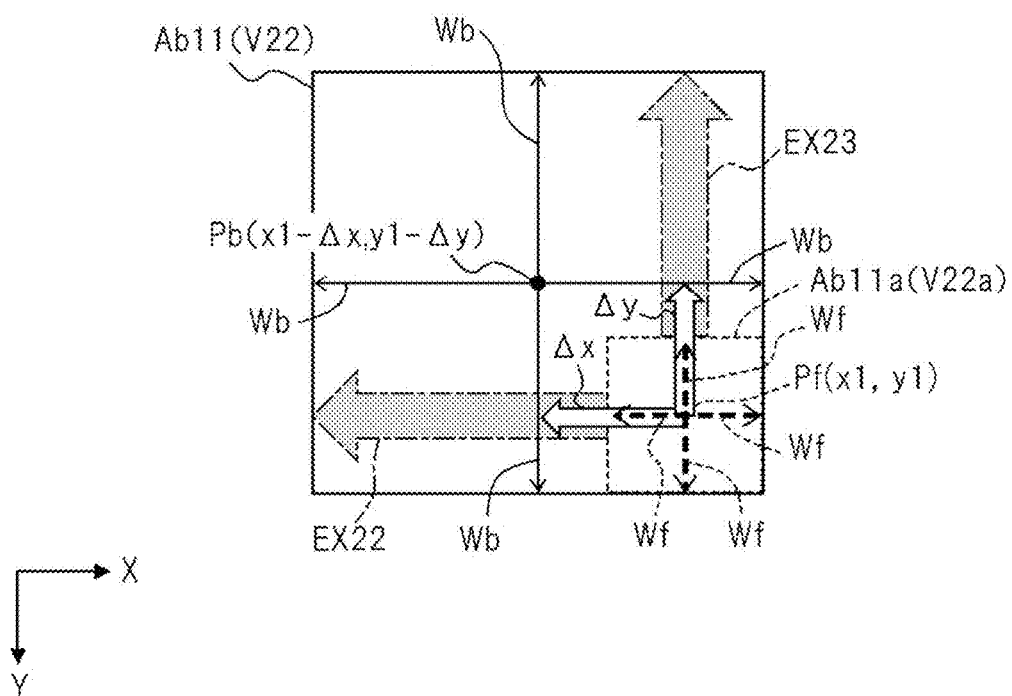 Wb
Ab11(V22)
EX23
Pb(x1-Δx,y1-Δy)
Wb
Ab11a(V22a)
Wb
Δy
Wf
Δx
Pf(x1, y1)
Wf
EX22
Wb
Wf
Wf
X
Y